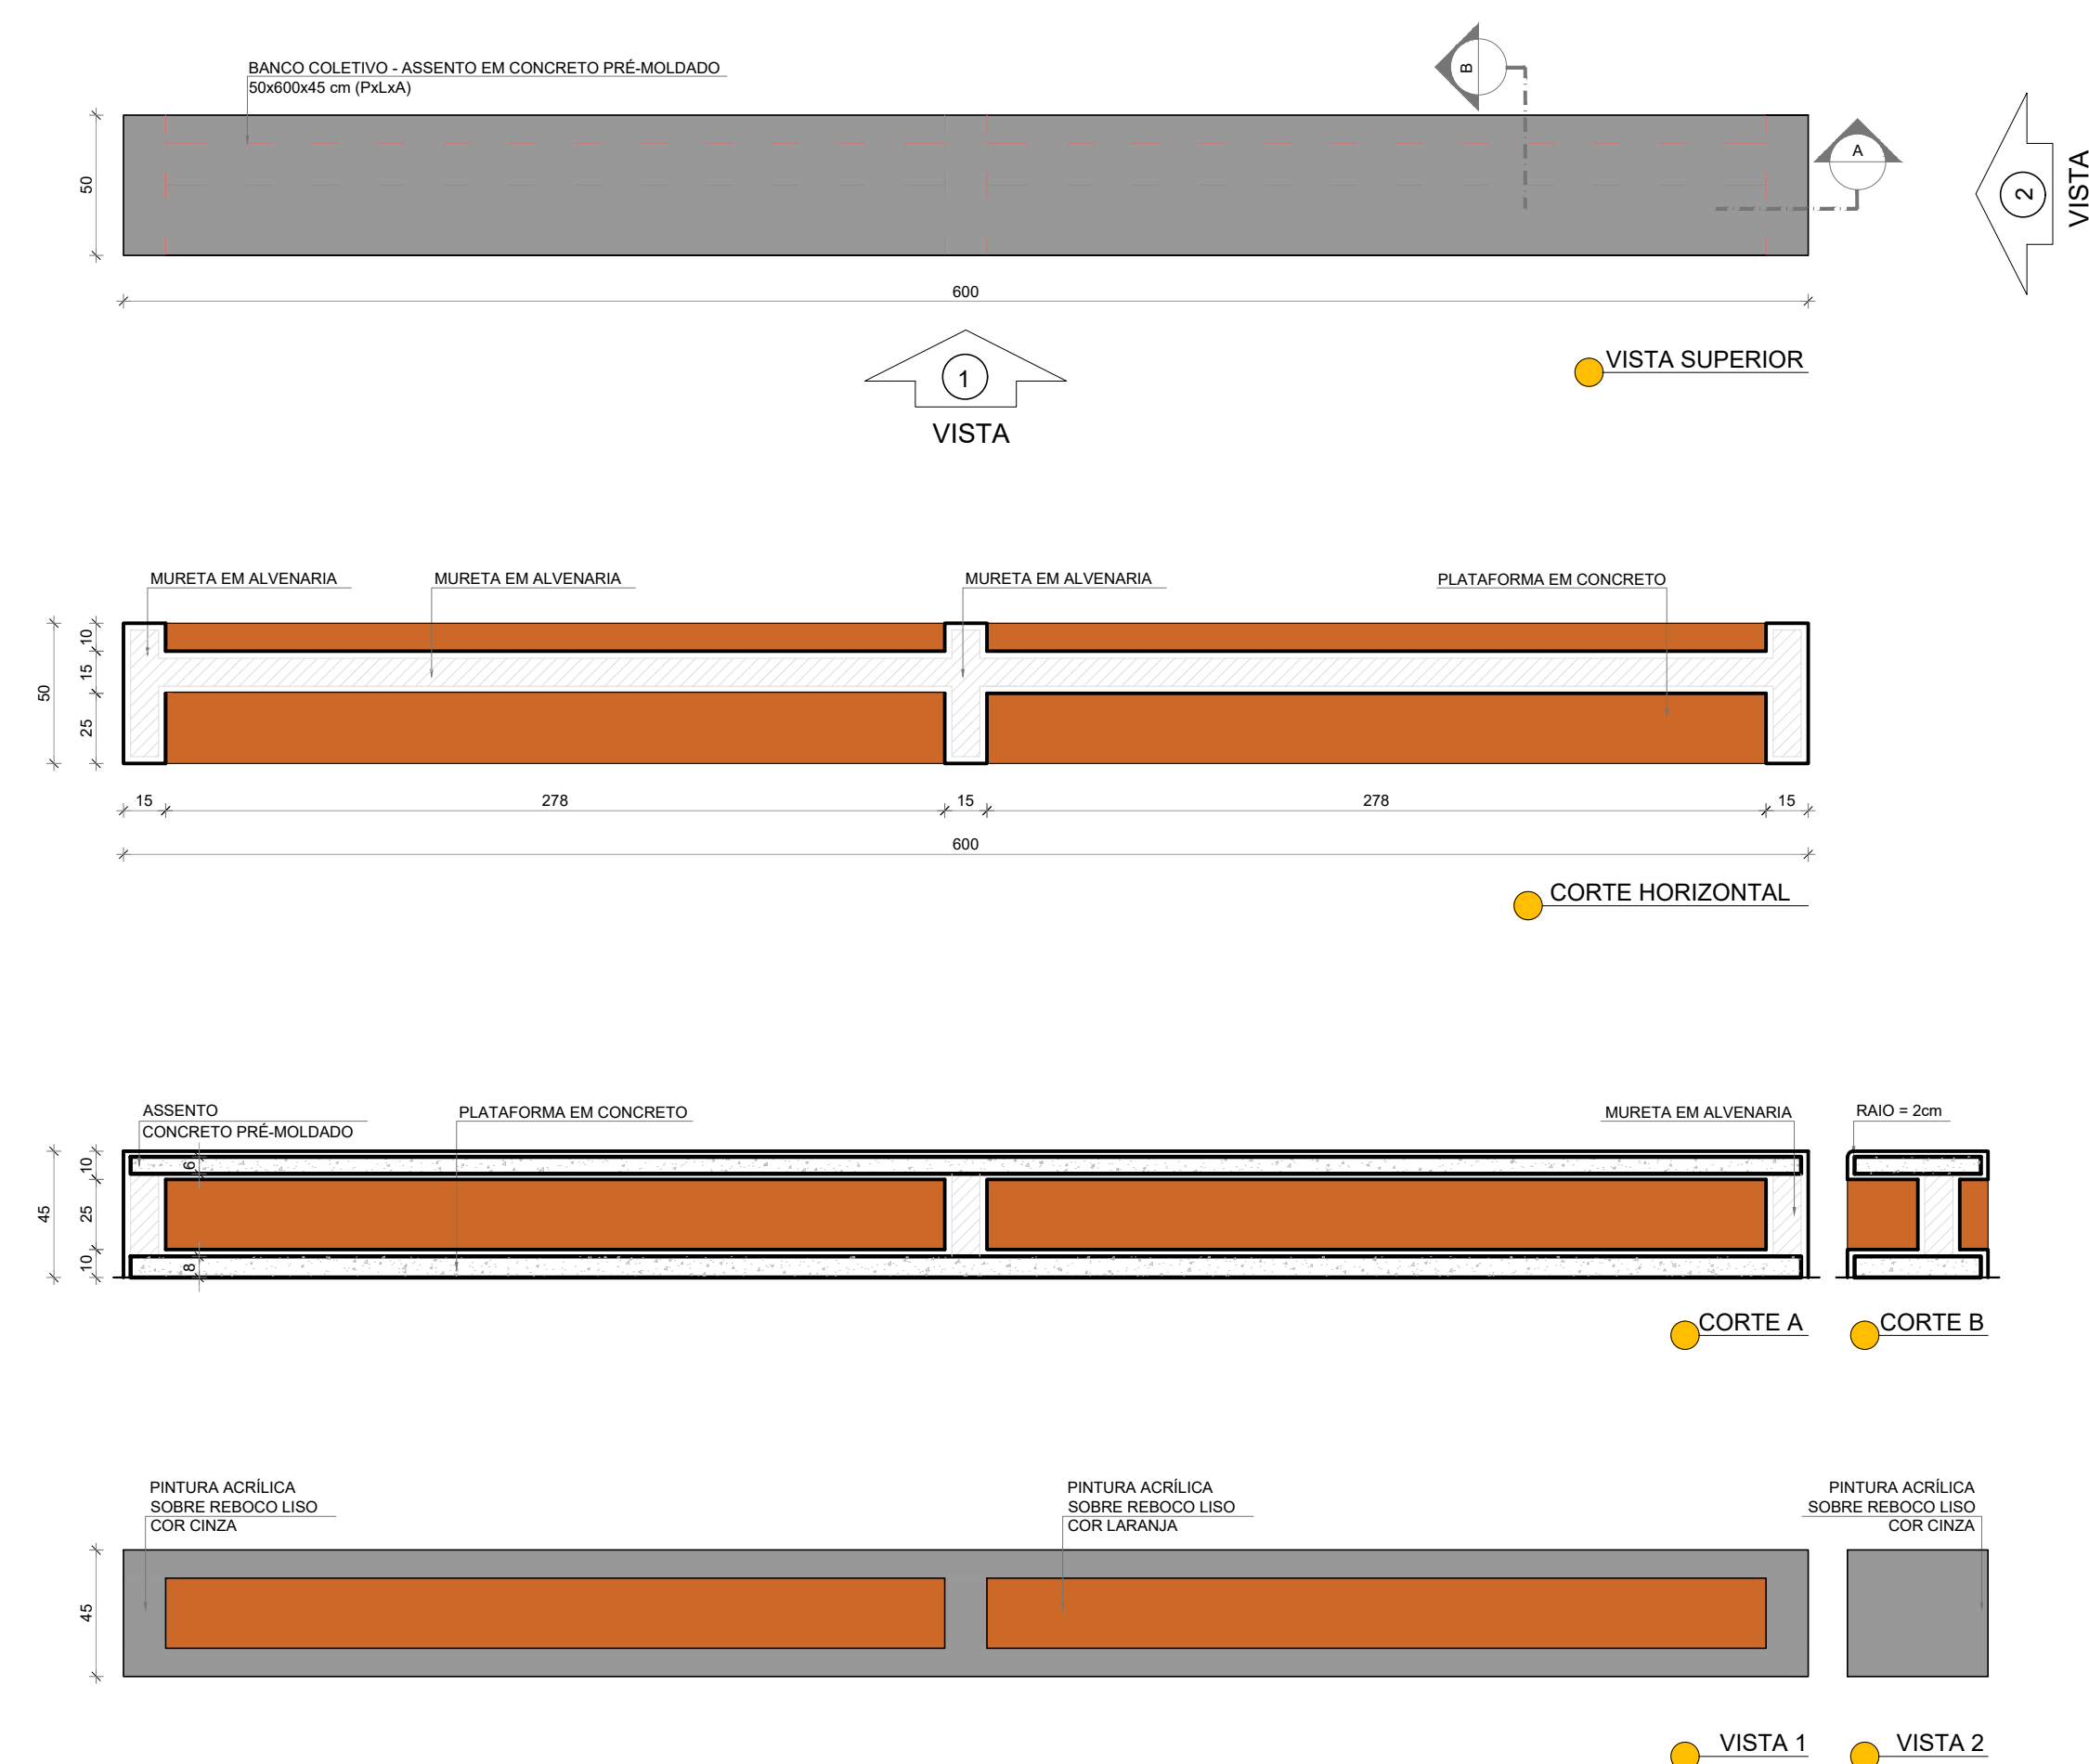 BANCO COLETIVO - ASSENTO EM CONCRETO PRÉ-MOLDADO
50x600x45 cm (PxLxA)
B
A
2
VISTA
50
600
1
VISTA
VISTA SUPERIOR
MURETA EM ALVENARIA
MURETA EM ALVENARIA
MURETA EM ALVENARIA
PLATAFORMA EM CONCRETO
50
10
15
25
15
278
15
278
15
600
CORTE HORIZONTAL
ASSENTO
CONCRETO PRÉ-MOLDADO
PLATAFORMA EM CONCRETO
MURETA EM ALVENARIA
RAIO = 2cm
45
10
25
10
6
8
CORTE A
CORTE B
PINTURA ACRÍLICA
SOBRE REBOCO LISO
COR CINZA
PINTURA ACRÍLICA
SOBRE REBOCO LISO
COR LARANJA
PINTURA ACRÍLICA
SOBRE REBOCO LISO
COR CINZA
45
VISTA 1
VISTA 2